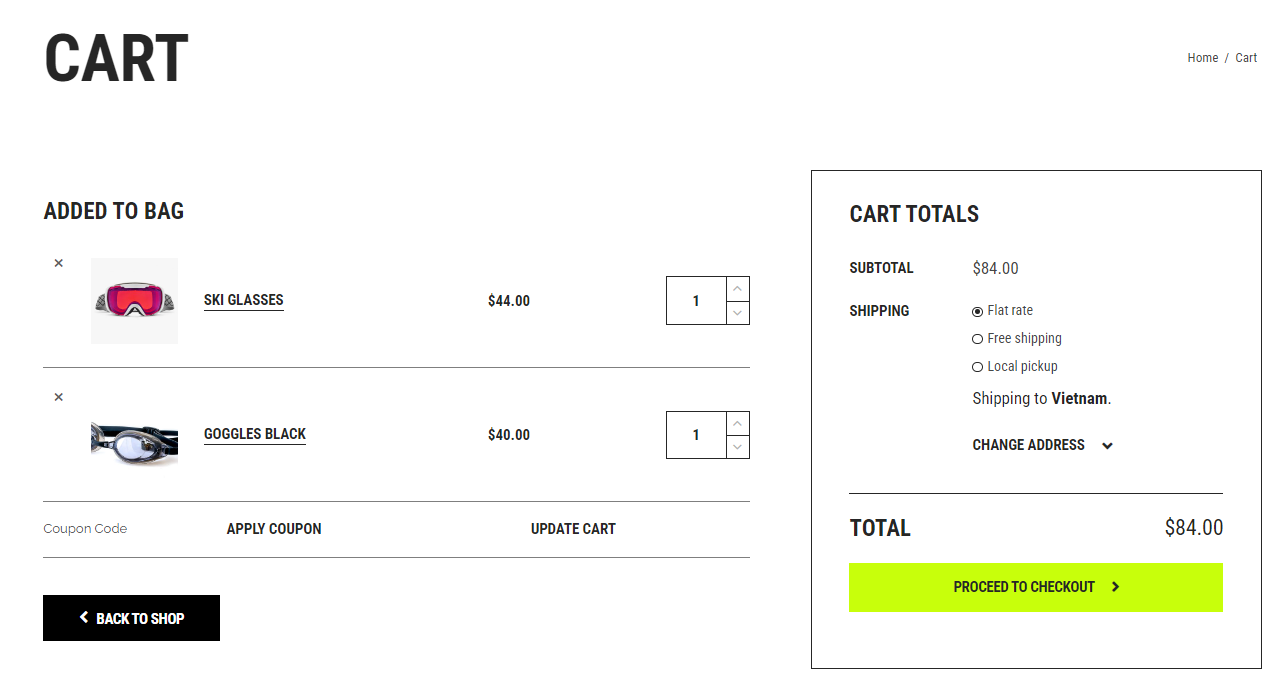 CART
Home / Cart
ADDED TO BAG
×
SKI GLASSES
$44.00
1
×
GOGGLES BLACK
$40.00
1
Coupon Code
APPLY COUPON
UPDATE CART
BACK TO SHOP
CART TOTALS
SUBTOTAL $84.00
SHIPPING
Flat rate
Free shipping
Local pickup
Shipping to Vietnam.
CHANGE ADDRESS
TOTAL $84.00
PROCEED TO CHECKOUT